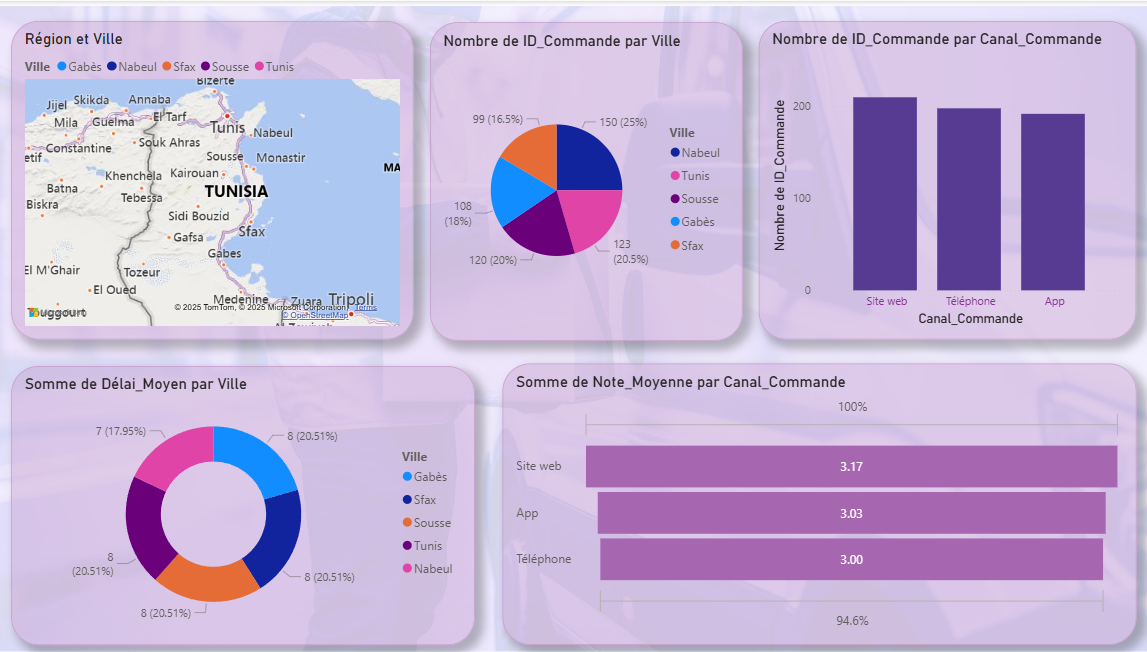 Région et Ville
Ville Gabès Nabeul Sfax Sousse Tunis
Bizerte
Jijel Skikda Annaba
Mila Guelma El Tarf
Tunis Nabeul
Constantine Souk Ahras
etif
Sousse Monastir
Khenchela Kairouan
Batna TUNISIA
Tebessa
Biskra
Sidi Bouzid
Sfax
Gafsa
Gabes
El M'Ghair Tozeur
El Oued
Medenine Zuara Tripoli
Touggourt
© 2025 TomTom, © 2025 Microsoft Corporation, Terms
© OpenStreetMap
MA
Nombre de ID_Commande par Ville
99 (16.5%)
150 (25%)
108
(18%)
123
(20.5%)
120 (20%)
Ville
Nabeul
Tunis
Sousse
Gabès
Sfax
Nombre de ID_Commande par Canal_Commande
Nombre de ID_Commande
200
100
0
Site web Téléphone App
Canal_Commande
Somme de Délai_Moyen par Ville
7 (17.95%)
8 (20.51%)
8
(20.51%)
8 (20.51%)
8 (20.51%)
Ville
Gabès
Sfax
Sousse
Tunis
Nabeul
Somme de Note_Moyenne par Canal_Commande
100%
Site web 3.17
App 3.03
Téléphone 3.00
94.6%